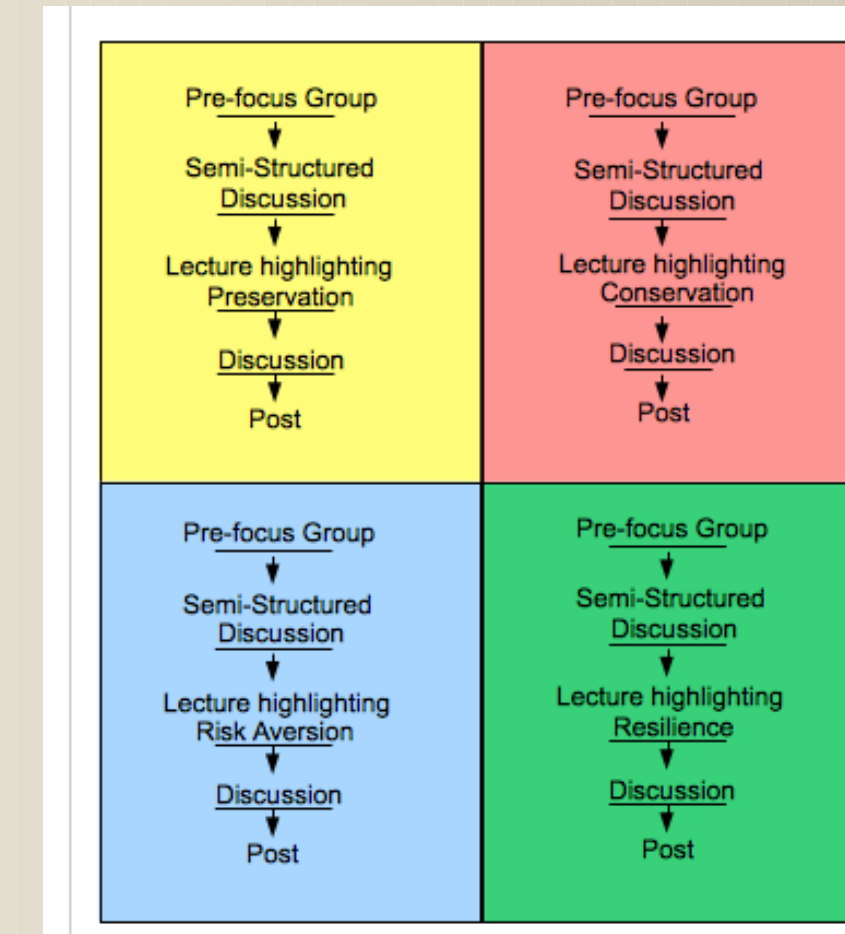 Pre-focus Group
Semi-Structured
Discussion
Lecture highlighting
Preservation
Discussion
Post
Pre-focus Group
Semi-Structured
Discussion
Lecture highlighting
Conservation
Discussion
Post
Pre-focus Group
Semi-Structured
Discussion
Lecture highlighting
Risk Aversion
Discussion
Post
Pre-focus Group
Semi-Structured
Discussion
Lecture highlighting
Resilience
Discussion
Post